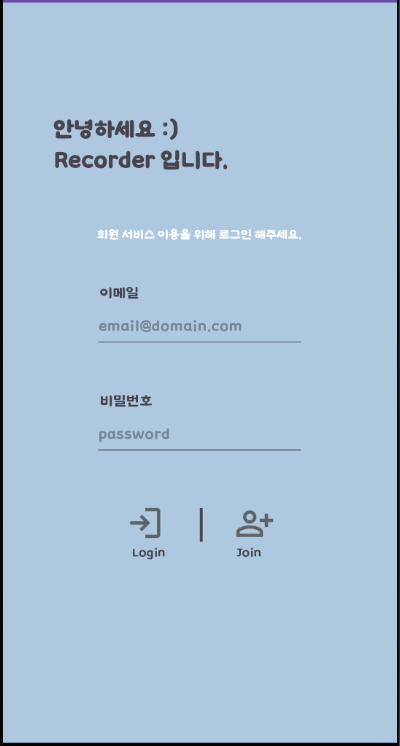 안녕하세요 :)
Recorder 입니다.
회원 서비스 이용을 위해 로그인 해주세요.
이메일
email@domain.com
비밀번호
password
Login
Join